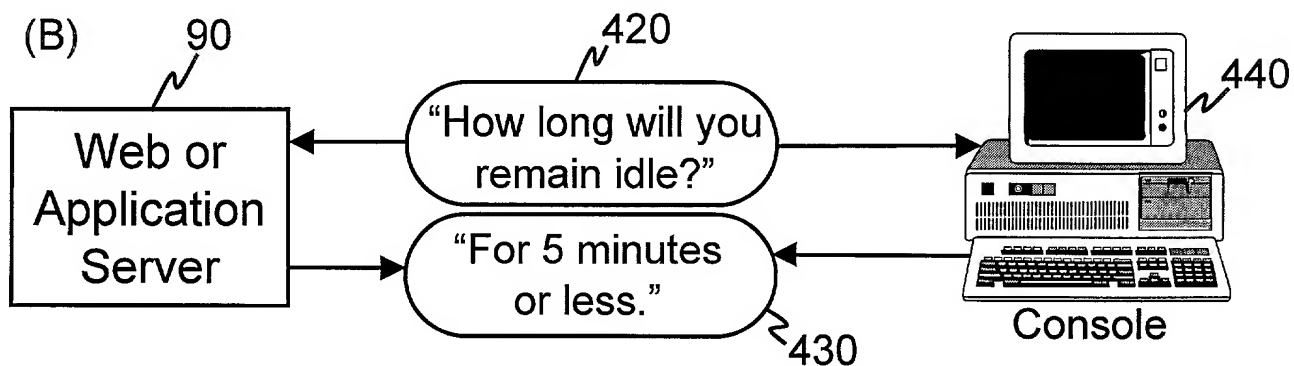 (B)
90
420
440
Web or
Application
Server
“How long will you
remain idle?”
“For 5 minutes
or less.”
430
Console